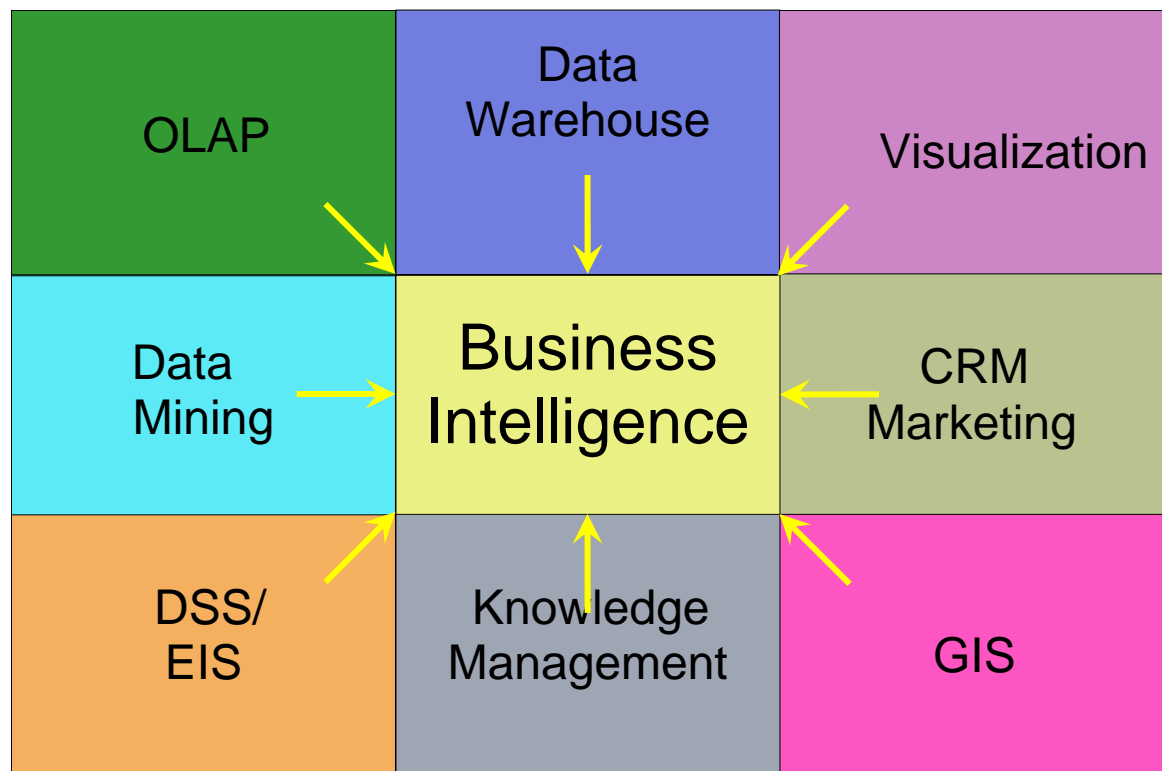 OLAP
Data
Warehouse
Visualization
Data
Mining
Business
Intelligence
CRM
Marketing
DSS/
EIS
Knowledge
Management
GIS